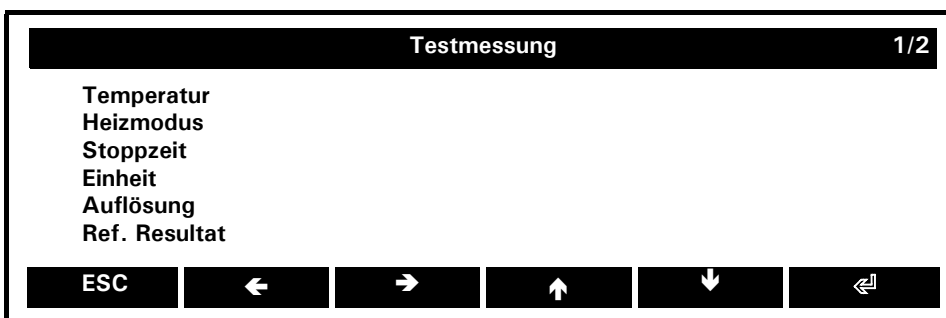 Testmessung 1/2
Temperatur
Heizmodus
Stoppzeit
Einheit
Auflösung
Ref. Resultat
ESC